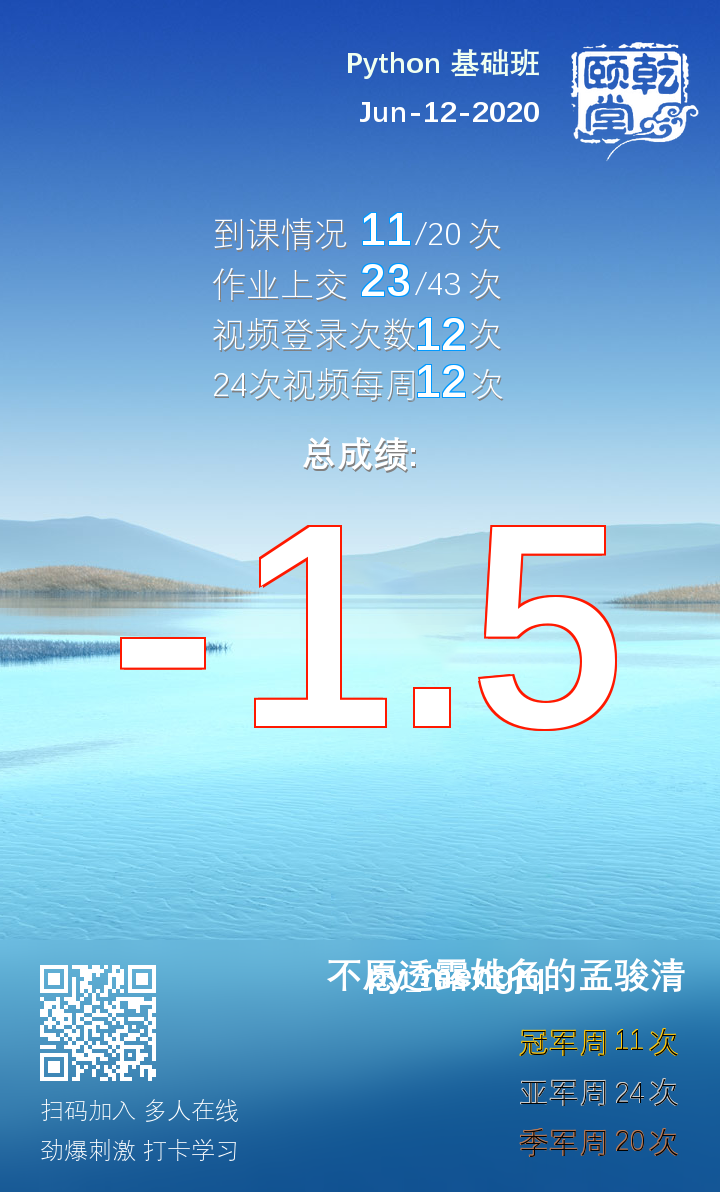 Python 基础班
Jun-12-2020
颐乾堂
到课情况 11/20 次
作业上交 23/43 次
视频登录次数12次
24次视频每周12次
总成绩:
-1.5
不愿透露姓名的孟骏清
冠军周 11 次
亚军周 24 次
季军周 20 次
扫码加入 多人在线
劲爆刺激 打卡学习